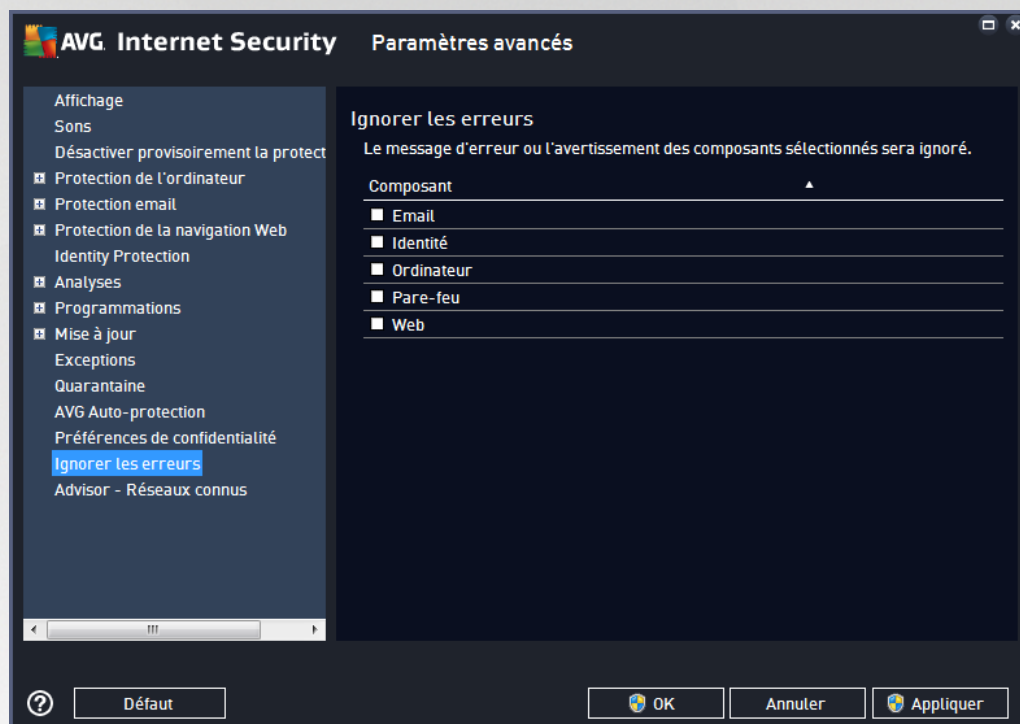 AVG. Internet Security Paramètres avancés
Affichage
Sons
Désactiver provisoirement la protect
Protection de l'ordinateur
Protection email
Protection de la navigation Web
Identity Protection
Analyses
Programmations
Mise à jour
Exceptions
Quarantaine
AVG Auto-protection
Préférences de confidentialité
Ignorer les erreurs
Advisor - Réseaux connus
Ignorer les erreurs
Le message d'erreur ou l'avertissement des composants sélectionnés sera ignoré.
Composant
Email
Identité
Ordinateur
Pare-feu
Web
? Défaut OK Annuler Appliquer